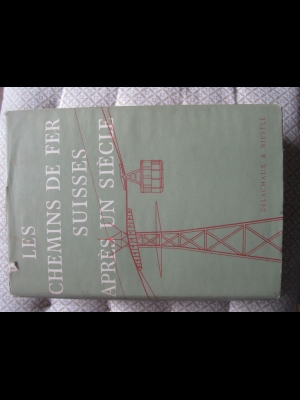 LES
CHEMINS DE FER
SUISSES
APRÈS UN SIÈCLE
DELACHAUX & NIESTLÉ